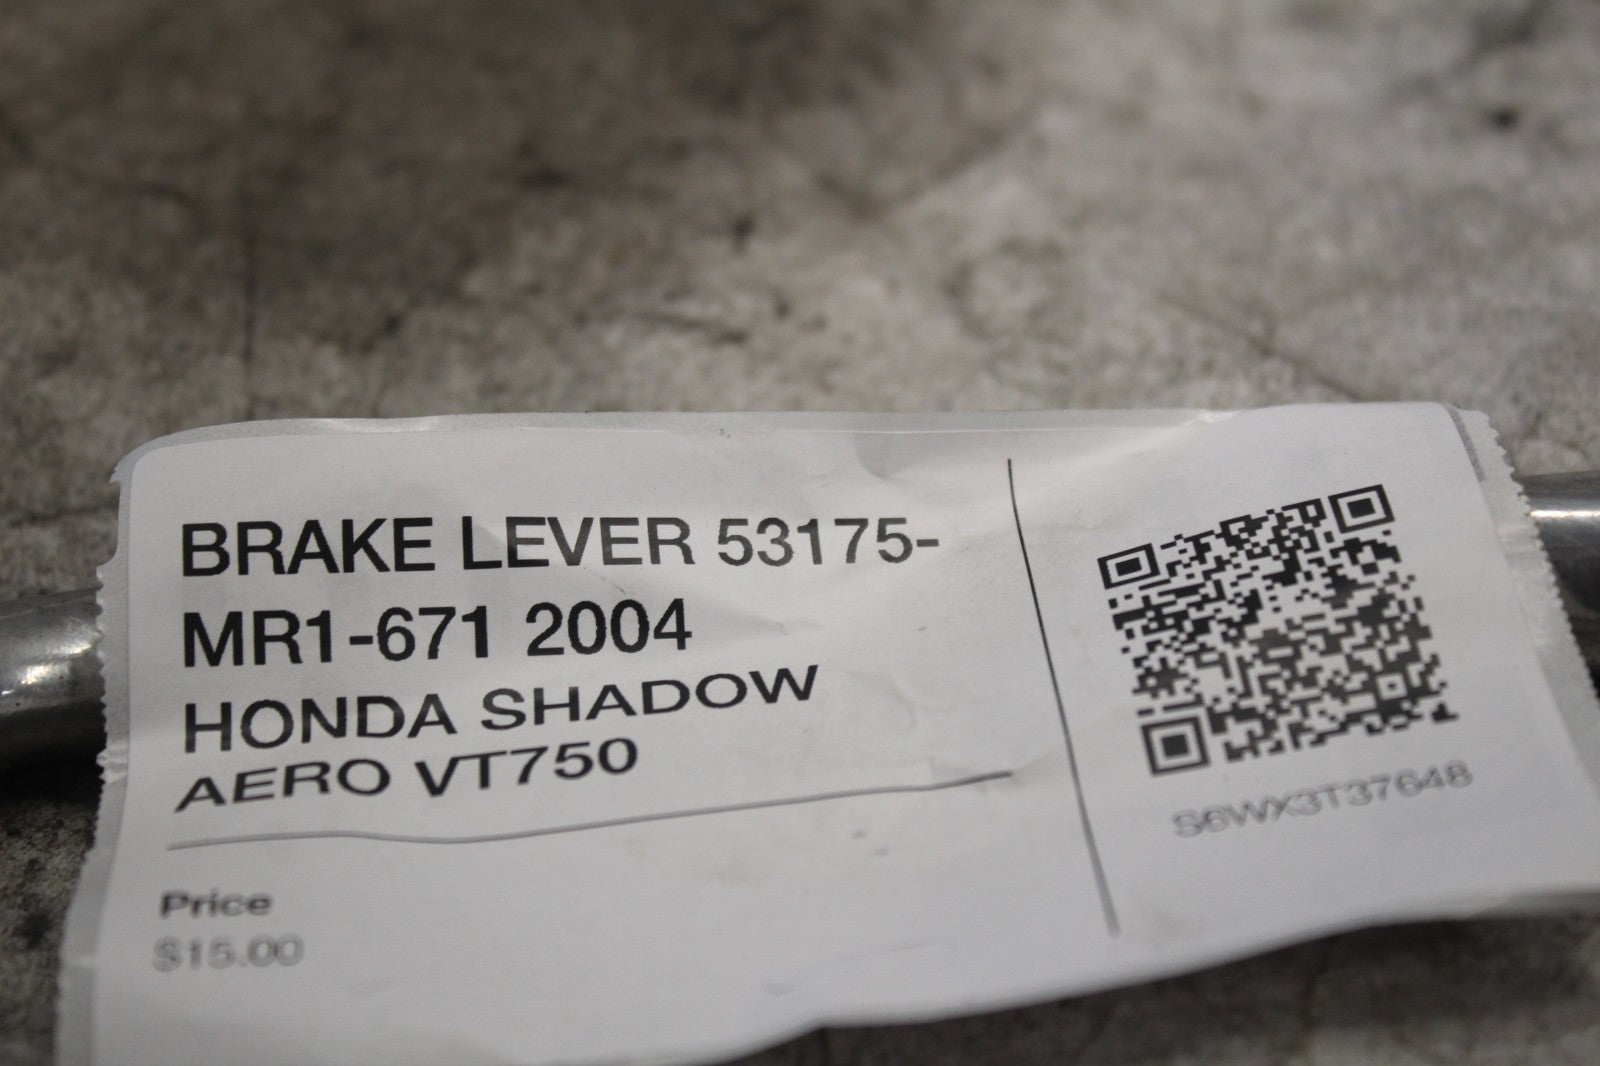 BRAKE LEVER 53175-
MR1-671 2004
HONDA SHADOW
AERO VT750
Price
$15.00
S6WX3T37648